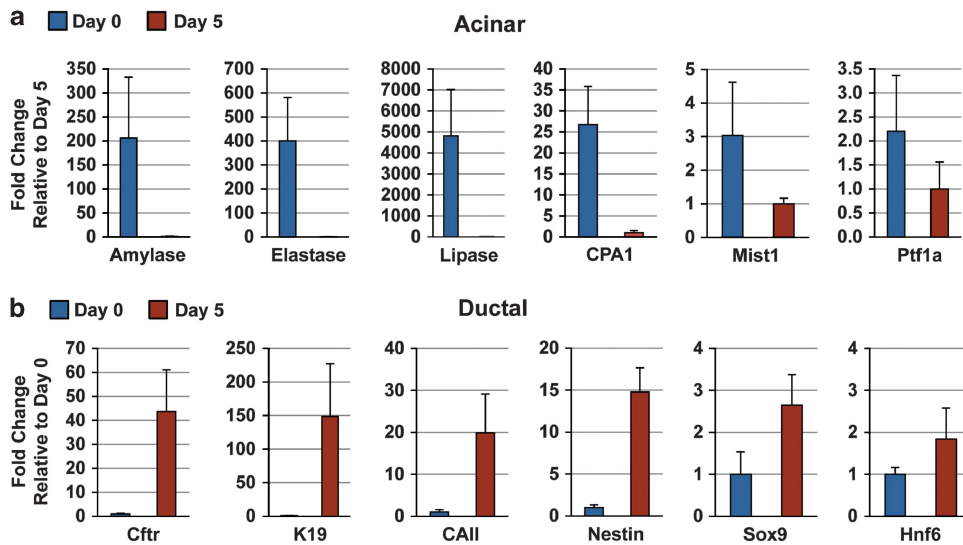 a Day 0 Day 5 Acinar
Fold Change
Relative to Day 5
350 300 250 200 150 100 50 0
Amylase
700 600 500 400 300 200 100 0
Elastase
8000 7000 6000 5000 4000 3000 2000 1000 0
Lipase
40 35 30 25 20 15 10 5 0
CPA1
5 4 3 2 1 0
Mist1
3.5 3.0 2.5 2.0 1.5 1.0 0.5 0.0
Ptf1a
b Day 0 Day 5 Ductal
Fold Change
Relative to Day 0
70 60 50 40 30 20 10 0
Cftr
250 200 150 100 50 0
K19
40 30 20 10 0
CAII
20 15 10 5 0
Nestin
4 3 2 1 0
Sox9
4 3 2 1 0
Hnf6